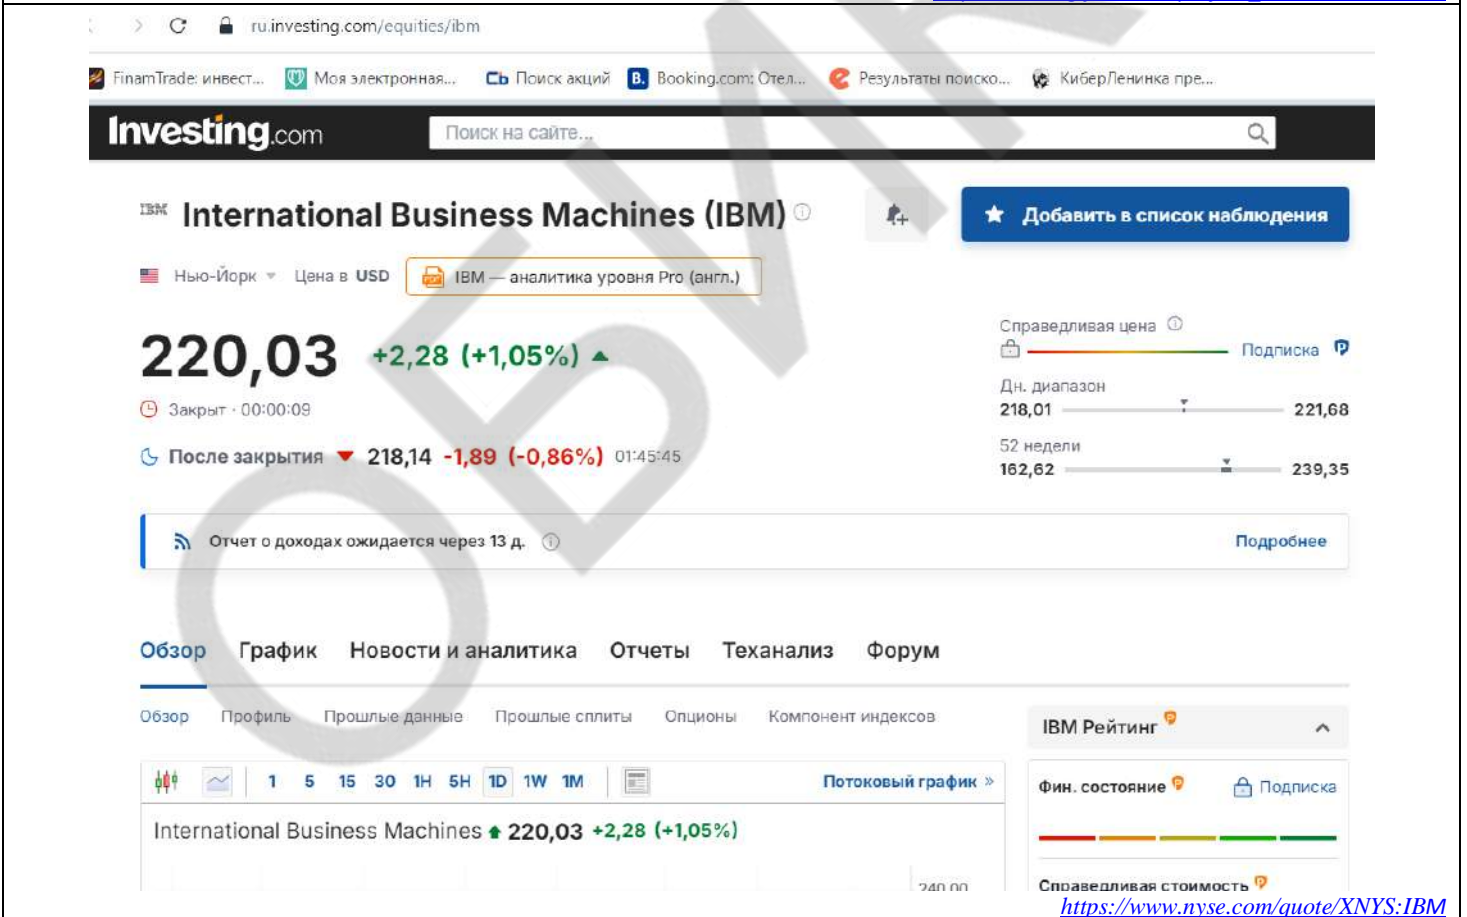 ru.investing.com/equities/ibm
FinamTrade: инвест... Моя электронная... Сb Поиск акций B. Booking.com: Отел... Результаты поиско... КиберЛенинка пре...
Investing.com Поиск на сайте...
IBM International Business Machines (IBM) Добавить в список наблюдения
Нью-Йорк Цена в USD IBM — аналитика уровня Pro (англ.)
220,03 +2,28 (+1,05%)
Справедливая цена
Подписка
Закрыт · 00:00:09
Дн. диапазон
218,01 221,68
После закрытия 218,14 -1,89 (-0,86%) 01:45:45
52 недели
162,62 239,35
Отчет о доходах ожидается через 13 д. Подробнее
Обзор График Новости и аналитика Отчеты Теханализ Форум
Обзор Профиль Прошлые данные Прошлые сплиты Опционы Компонент индексов
IBM Рейтинг
1 5 15 30 1H 5H 1D 1W 1M Потоковый график »
Фин. состояние Подписка
International Business Machines 220,03 +2,28 (+1,05%)
240,00
Справедливая стоимость
https://www.nyse.com/quote/XNYS:IBM
ОБИК